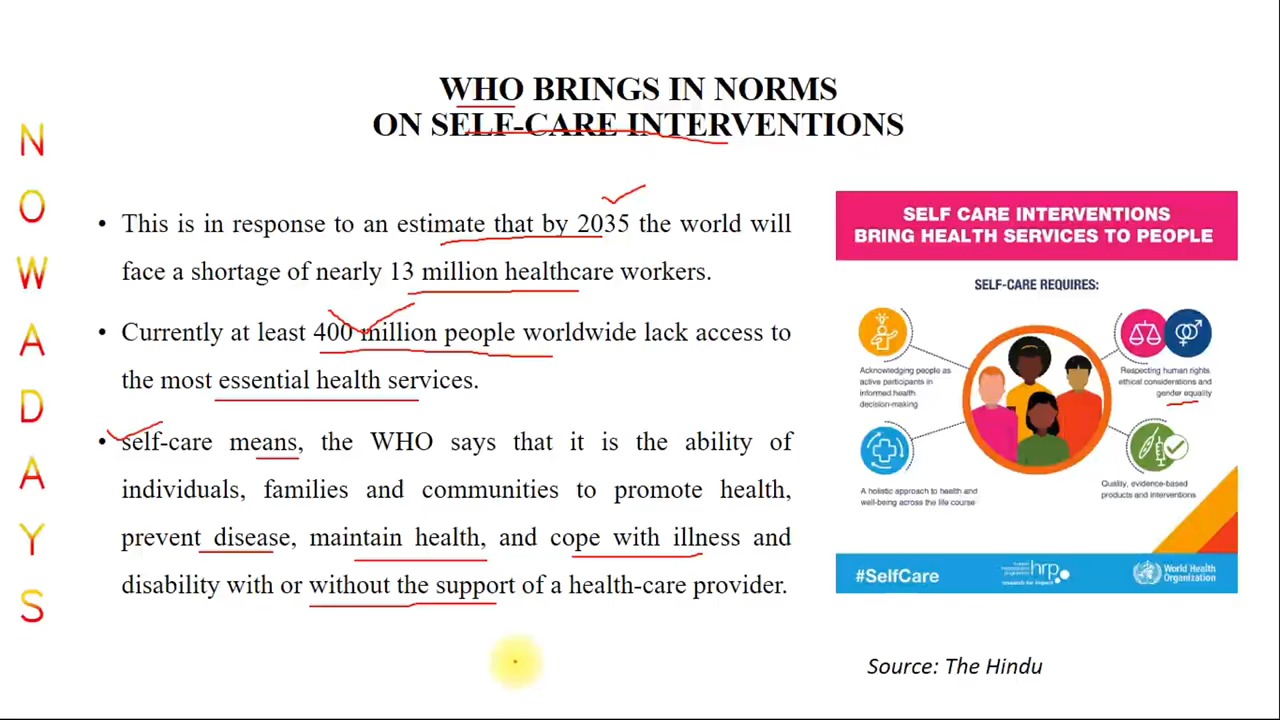 WHO BRINGS IN NORMS
ON SELF-CARE INTERVENTIONS
NOWADAYS
• This is in response to an estimate that by 2035 the world will
face a shortage of nearly 13 million healthcare workers.
• Currently at least 400 million people worldwide lack access to
the most essential health services.
• self-care means, the WHO says that it is the ability of
individuals, families and communities to promote health,
prevent disease, maintain health, and cope with illness and
disability with or without the support of a health-care provider.
SELF CARE INTERVENTIONS
BRING HEALTH SERVICES TO PEOPLE
SELF-CARE REQUIRES:
Acknowledging people as
active participants in
informed health
decision-making
Respecting human rights
ethical considerations and
gender equality
A holistic approach to health and
well-being across the life course
Quality, evidence-based
products and interventions
#SelfCare
hrp
research for impact
World Health
Organization
Source: The Hindu